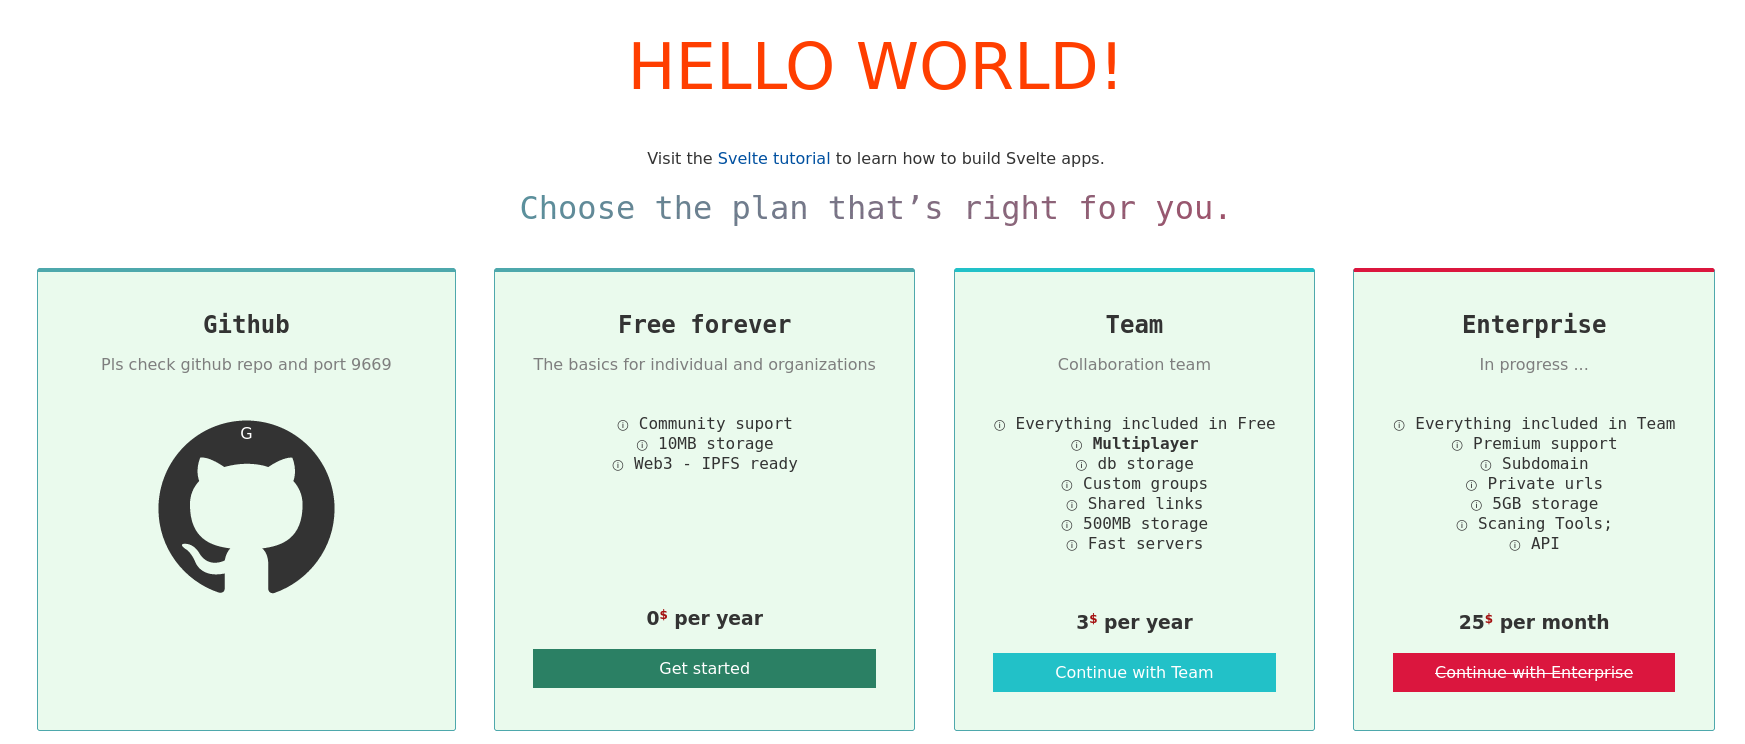 HELLO WORLD!
Visit the Svelte tutorial to learn how to build Svelte apps.
Choose the plan that’s right for you.
Github
Pls check github repo and port 9669
G
Free forever
The basics for individual and organizations
ⓘ Community suport
ⓘ 10MB storage
ⓘ Web3 - IPFS ready
0$ per year
Get started
Team
Collaboration team
ⓘ Everything included in Free
ⓘ Multiplayer
ⓘ db storage
ⓘ Custom groups
ⓘ Shared links
ⓘ 500MB storage
ⓘ Fast servers
3$ per year
Continue with Team
Enterprise
In progress ...
ⓘ Everything included in Team
ⓘ Premium support
ⓘ Subdomain
ⓘ Private urls
ⓘ 5GB storage
ⓘ Scaning Tools;
ⓘ API
25$ per month
Continue with Enterprise